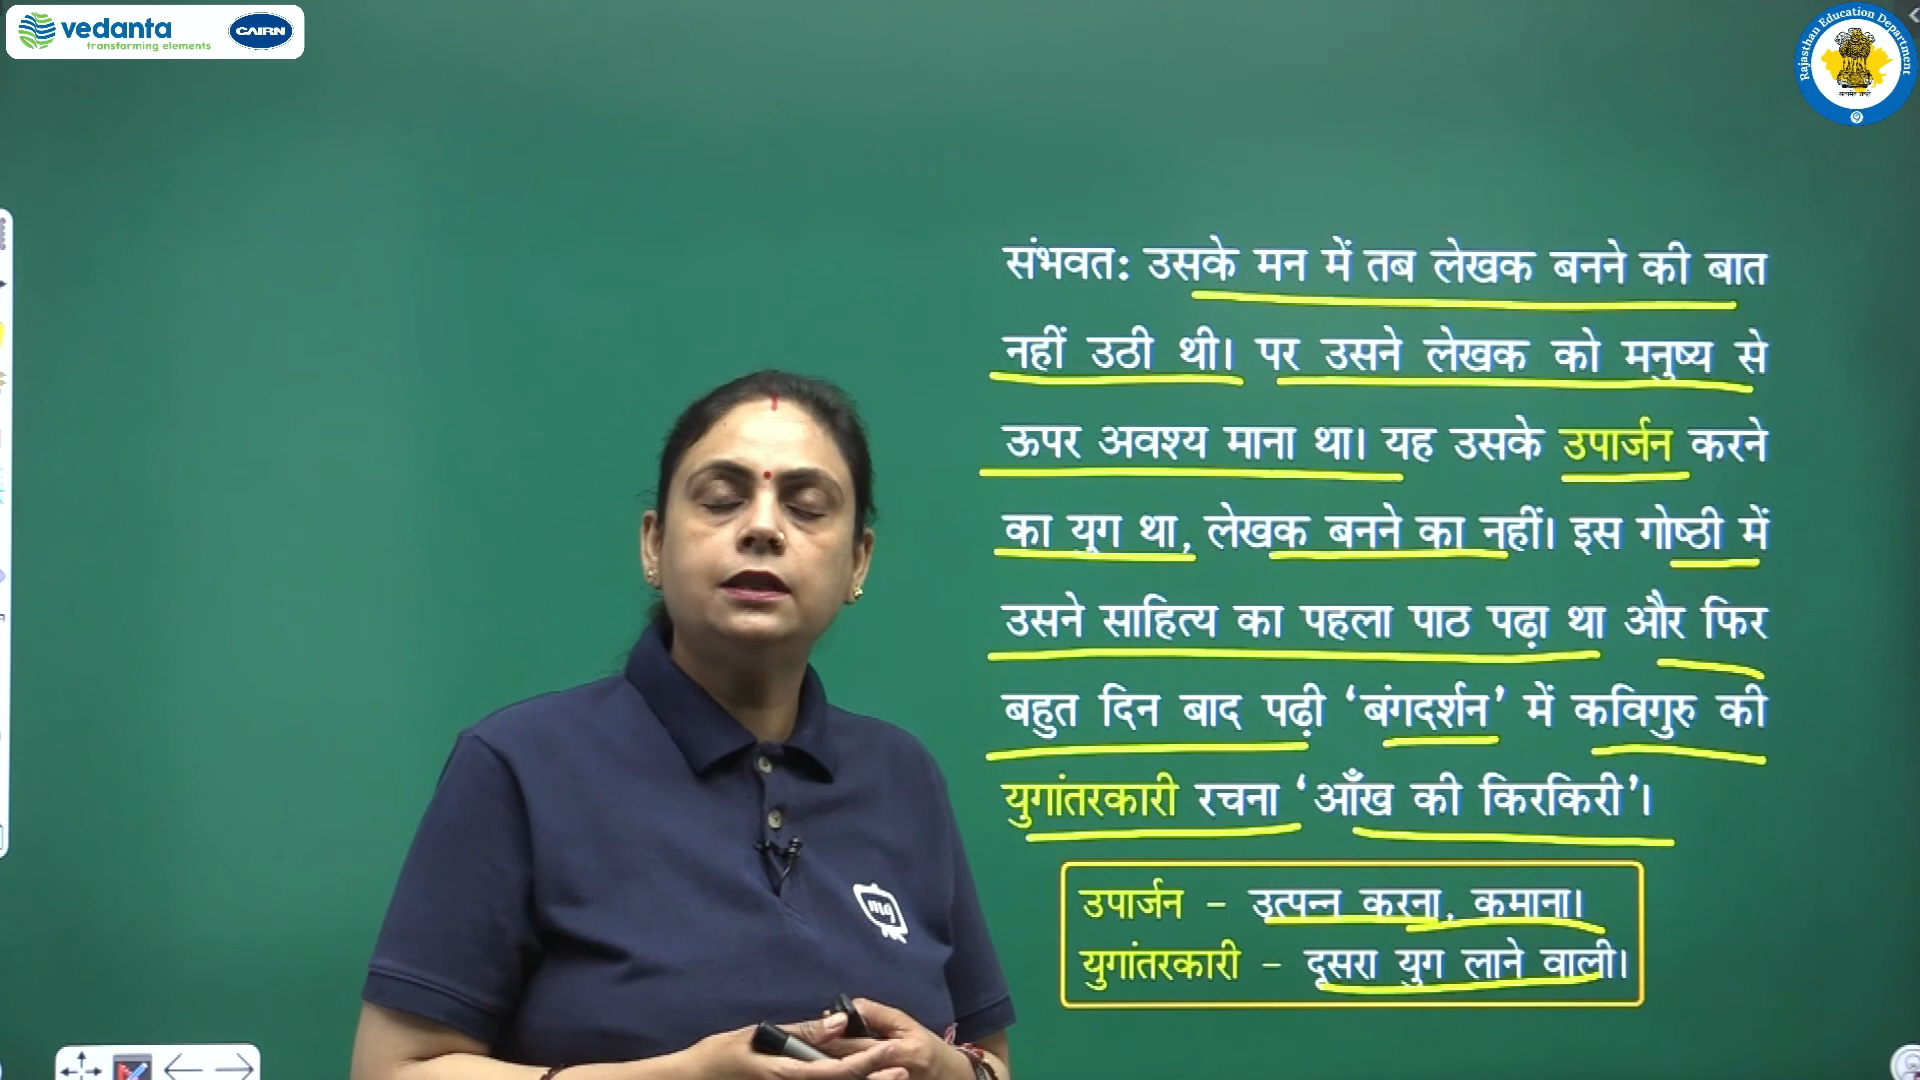 vedanta
transforming elements
CAIRN
Rajasthan Education Department
संभवतः उसके मन में तब लेखक बनने की बात
नहीं उठी थी। पर उसने लेखक को मनुष्य से
ऊपर अवश्य माना था। यह उसके उपार्जन करने
का युग था, लेखक बनने का नहीं। इस गोष्ठी में
उसने साहित्य का पहला पाठ पढ़ा था और फिर
बहुत दिन बाद पढ़ी ‘बंगदर्शन’ में कविगुरु की
युगांतरकारी रचना ‘आँख की किरकिरी’।
उपार्जन – उत्पन्न करना, कमाना।
युगांतरकारी – दूसरा युग लाने वाली।
mg